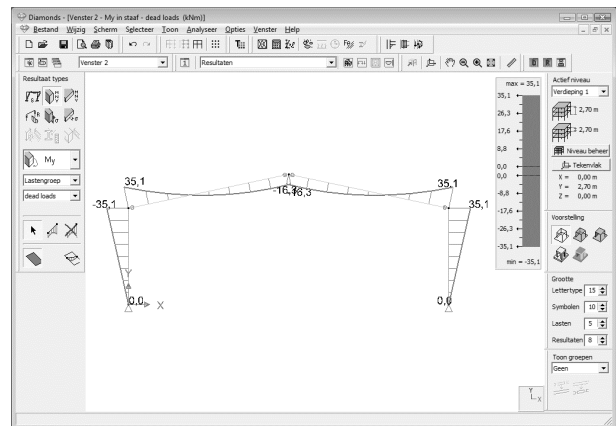 Diamonds - [Venster 2 - My in staaf - dead loads (kNm)]
Bestand Wijzig Scherm Selecteer Toon Analyseer Opties Venster Help
Venster 2
Resultaten
Resultaat types
My
Lastengroep
dead loads
35,1
-35,1
-16,3
16,3
35,1
35,1
0,0
0,0
Y
X
max = 35,1
35,1
26,3
17,6
8,8
0,0
0,0
-8,8
-17,6
-26,3
-35,1
min = -35,1
Y
X
Actief niveau
Verdieping 1
2,70 m
2,70 m
Niveau beheer
Tekenvlak
X = 0,00 m
Y = 2,70 m
Z = 0,00 m
Voorstelling
Grootte
Lettertype 15
Symbolen 10
Lasten 5
Resultaten 8
Toon groepen
Geen